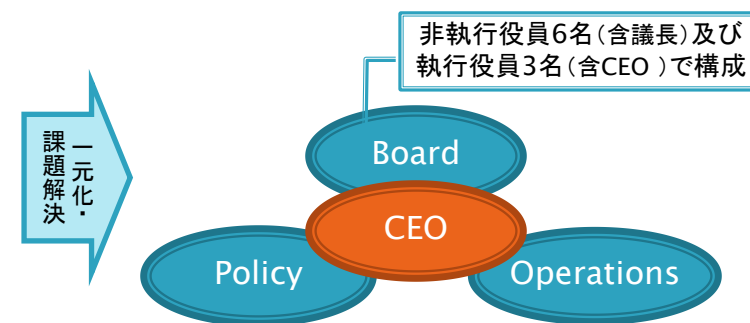 非執行役員6名（含議長）及び
執行役員3名（含CEO ）で構成
一元化・
課題解決
Board
CEO
Policy
Operations